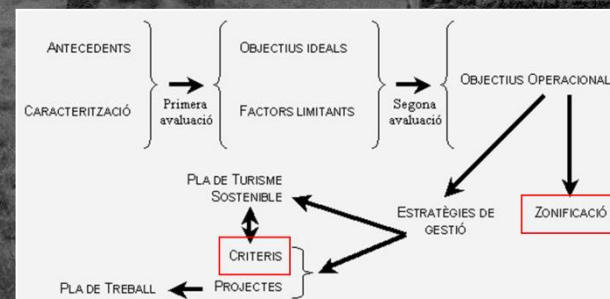 ANTECEDENTS
CARACTERITZACIÓ
Primera
avaluació
OBJECTIUS IDEALS
FACTORS LIMITANTS
Segona
avaluació
OBJECTIUS OPERACIONAL
PLA DE TURISME
SOSTENIBLE
ESTRATÈGIES DE
GESTIÓ
ZONIFICACIÓ
CRITERIS
PROJECTES
PLA DE TREBALL